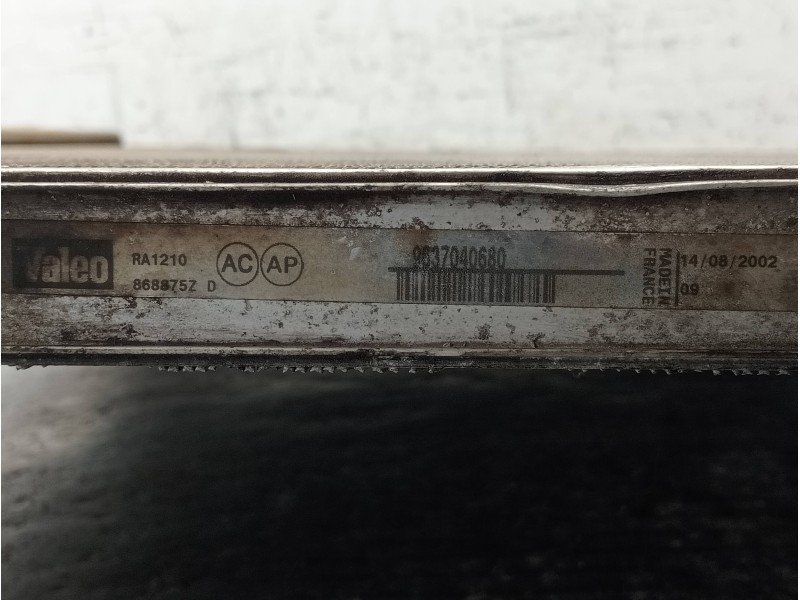 Valeo
RA1210
868875Z D
AC
AP
9637040680
MADE IN
FRANCE
14/08/2002
09